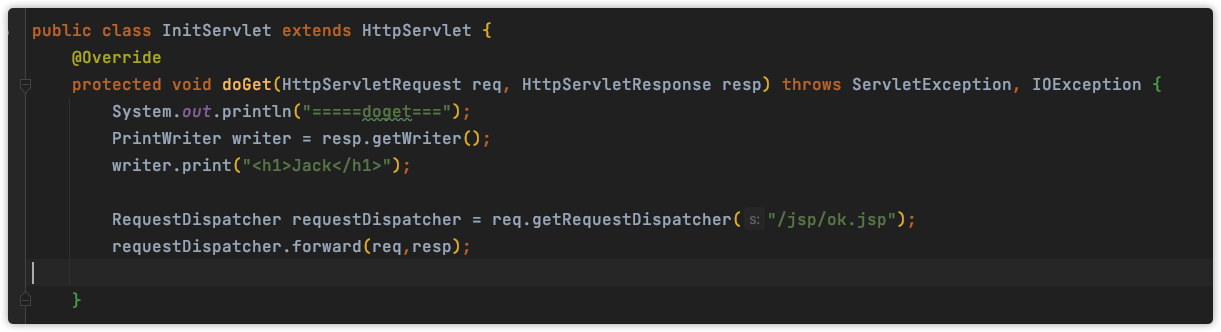 public class InitServlet extends HttpServlet {
@Override
protected void doGet(HttpServletRequest req, HttpServletResponse resp) throws ServletException, IOException {
System.out.println("=====doget===");
PrintWriter writer = resp.getWriter();
writer.print("<h1>Jack</h1>");
RequestDispatcher requestDispatcher = req.getRequestDispatcher( s: "/jsp/ok.jsp");
requestDispatcher.forward(req,resp);
}